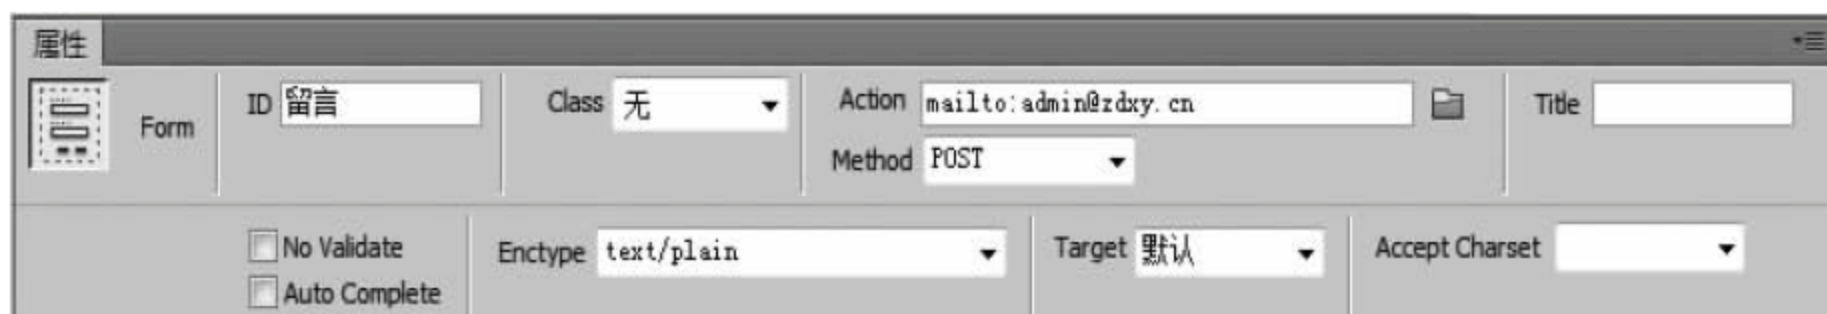 属性
Form
ID 留言
Class 无
Action mailto:admin@zdxy.cn
Title
Method POST
No Validate
Enctype text/plain
Target 默认
Accept Charset
Auto Complete